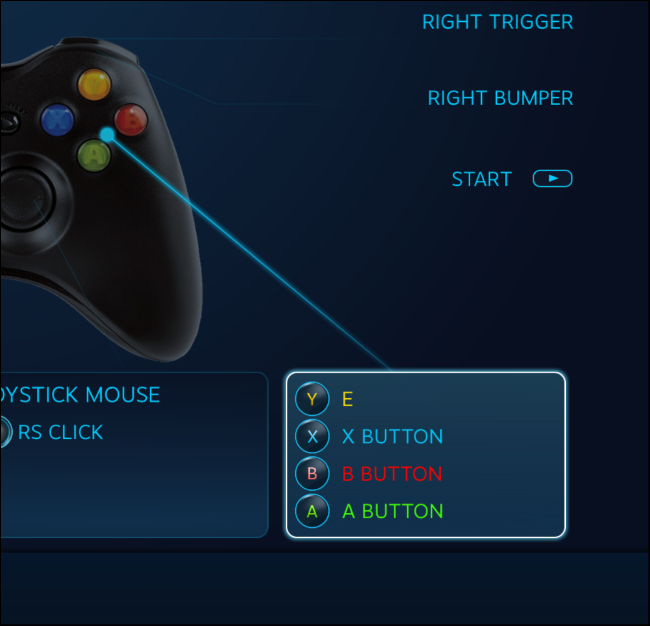 RIGHT TRIGGER
RIGHT BUMPER
START
Y
X
B
A
OYSTICK MOUSE
RS CLICK
Y E
X X BUTTON
B B BUTTON
A A BUTTON